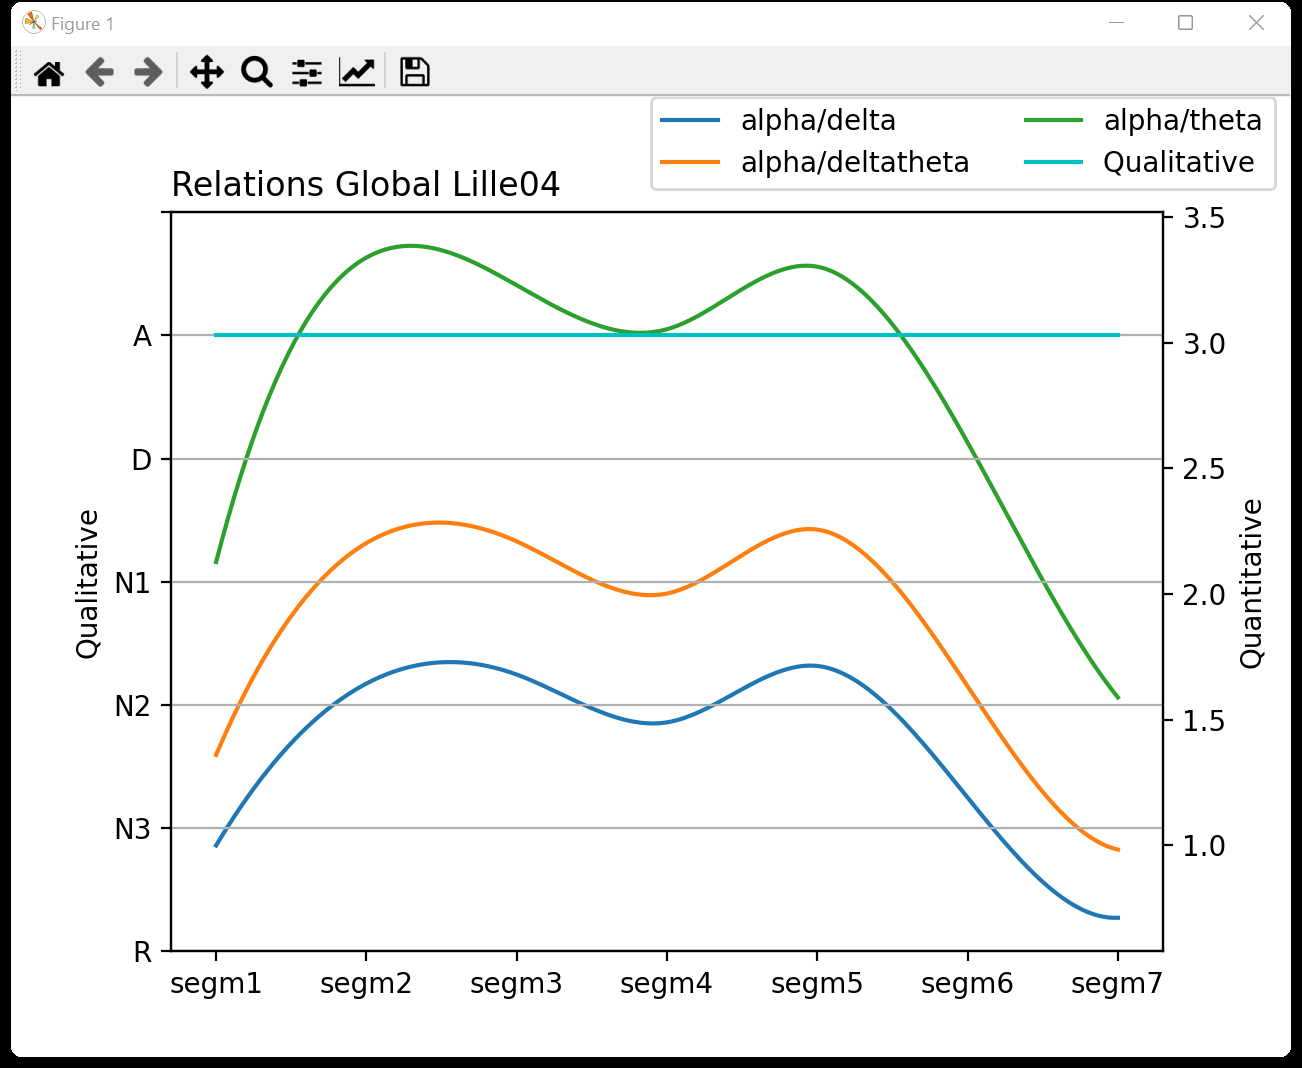 Figure 1
alpha/delta
alpha/theta
alpha/deltatheta
Qualitative
Relations Global Lille04
Qualitative
A
D
N1
N2
N3
R
3.5
3.0
2.5
2.0
1.5
1.0
Quantitative
segm1 segm2 segm3 segm4 segm5 segm6 segm7